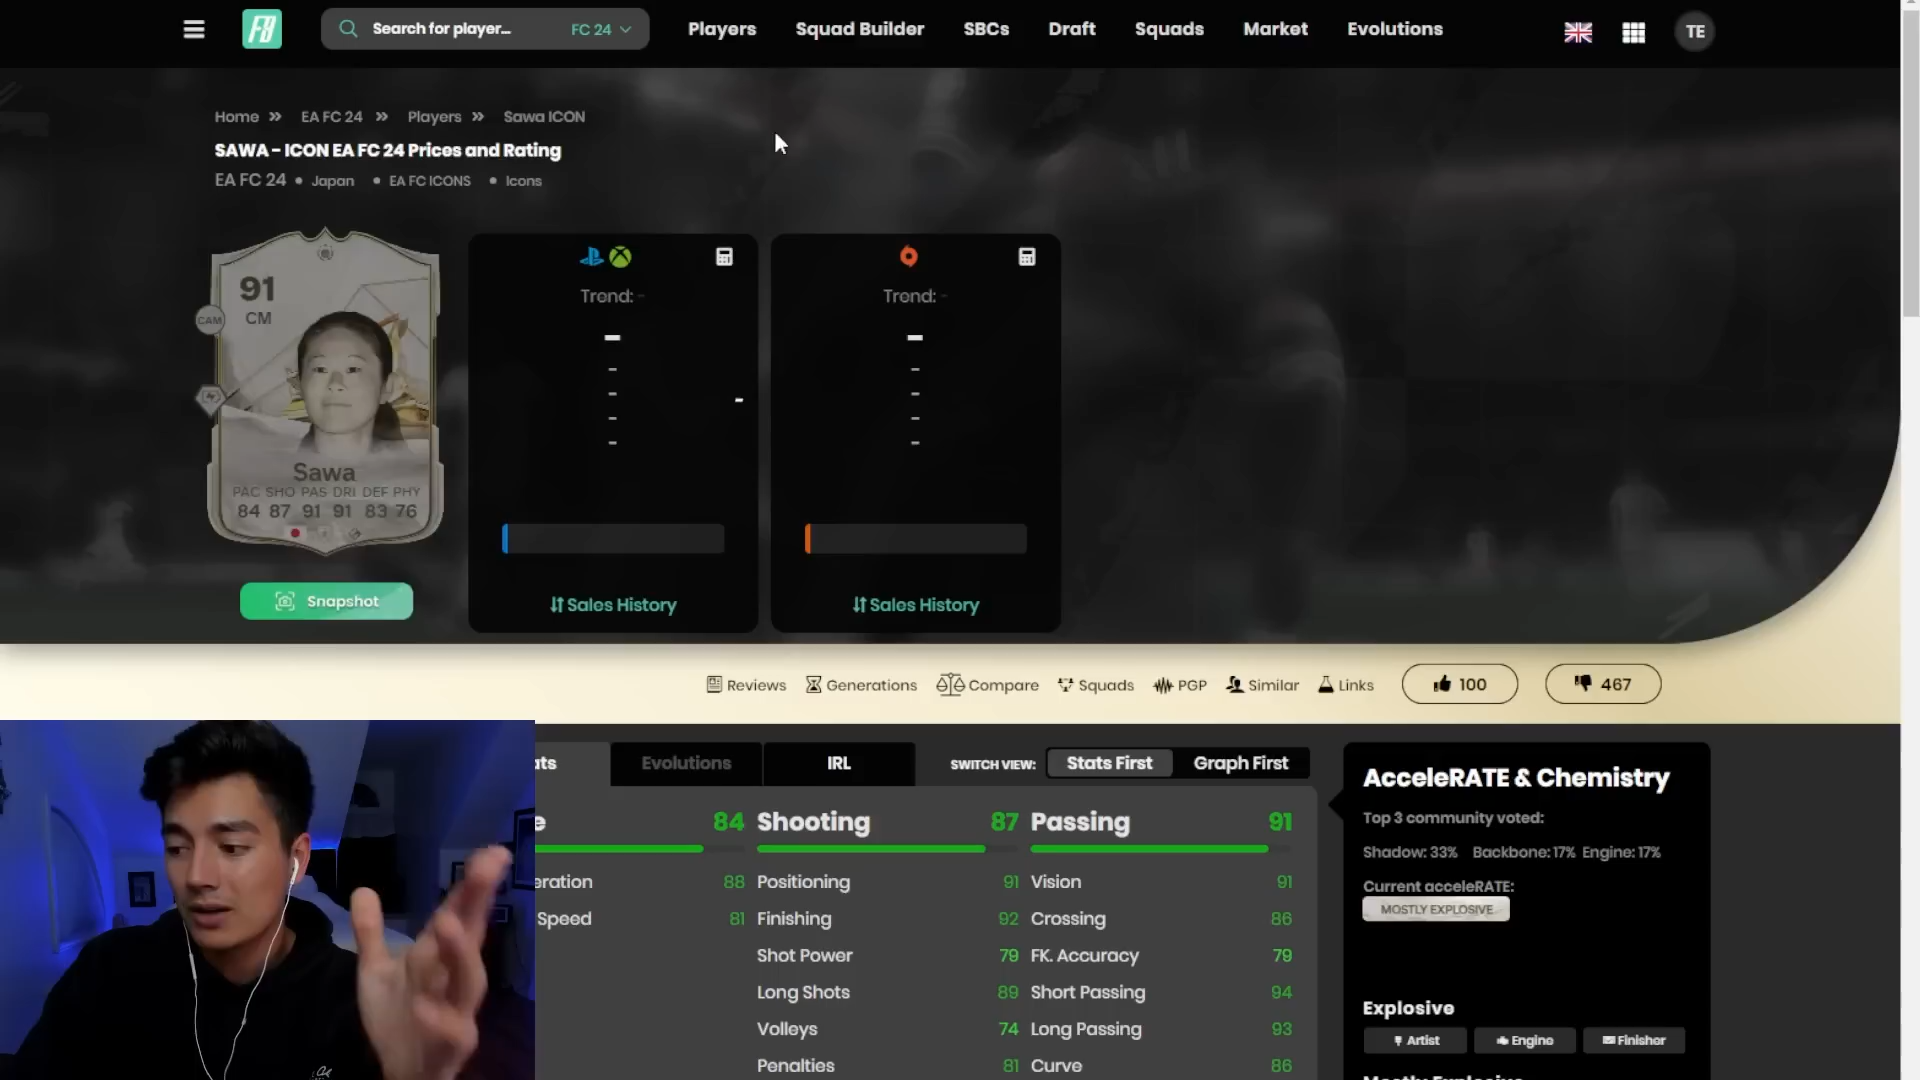 FB
Search for player...
FC 24
Players
Squad Builder
SBCs
Draft
Squads
Market
Evolutions
TE
Home » EA FC 24 » Players » Sawa ICON
SAWA - ICON EA FC 24 Prices and Rating
EA FC 24 • Japan • EA FC ICONS • Icons
91
CM
CAM
Sawa
PAC SHO PAS DRI DEF PHY
84 87 91 91 83 76
Snapshot
Trend: -
-
-
-
-
-
-
Sales History
Trend: -
-
-
-
-
-
Sales History
Reviews
Generations
Compare
Squads
PGP
Similar
Links
100
467
ats
Evolutions
IRL
SWITCH VIEW:
Stats First
Graph First
e 84
eration 88
Speed 81
Shooting 87
Positioning 91
Finishing 92
Shot Power 79
Long Shots 89
Volleys 74
Penalties 81
Passing 91
Vision 91
Crossing 86
FK. Accuracy 79
Short Passing 94
Long Passing 93
Curve 86
AcceleRATE & Chemistry
Top 3 community voted:
Shadow: 33% Backbone: 17% Engine: 17%
Current acceleRATE:
MOSTLY EXPLOSIVE
Explosive
Artist
Engine
Finisher
Mostly Explosive